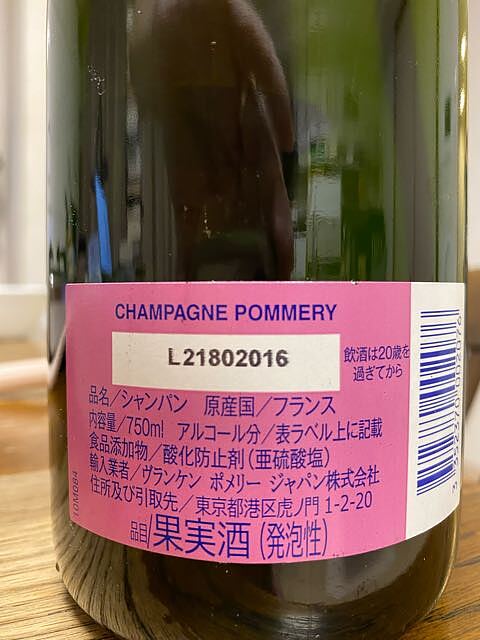 CHAMPAGNE POMMERY
L21802016
飲酒は20歳を
過ぎてから
品名／シャンパン 原産国／フランス
内容量／750ml アルコール分／表ラベル上に記載
食品添加物／酸化防止剤（亜硫酸塩）
輸入業者／ヴランケン ポメリー ジャパン株式会社
住所及び引取先／東京都港区虎ノ門1-2-20
品目/果実酒（発泡性）
10M684